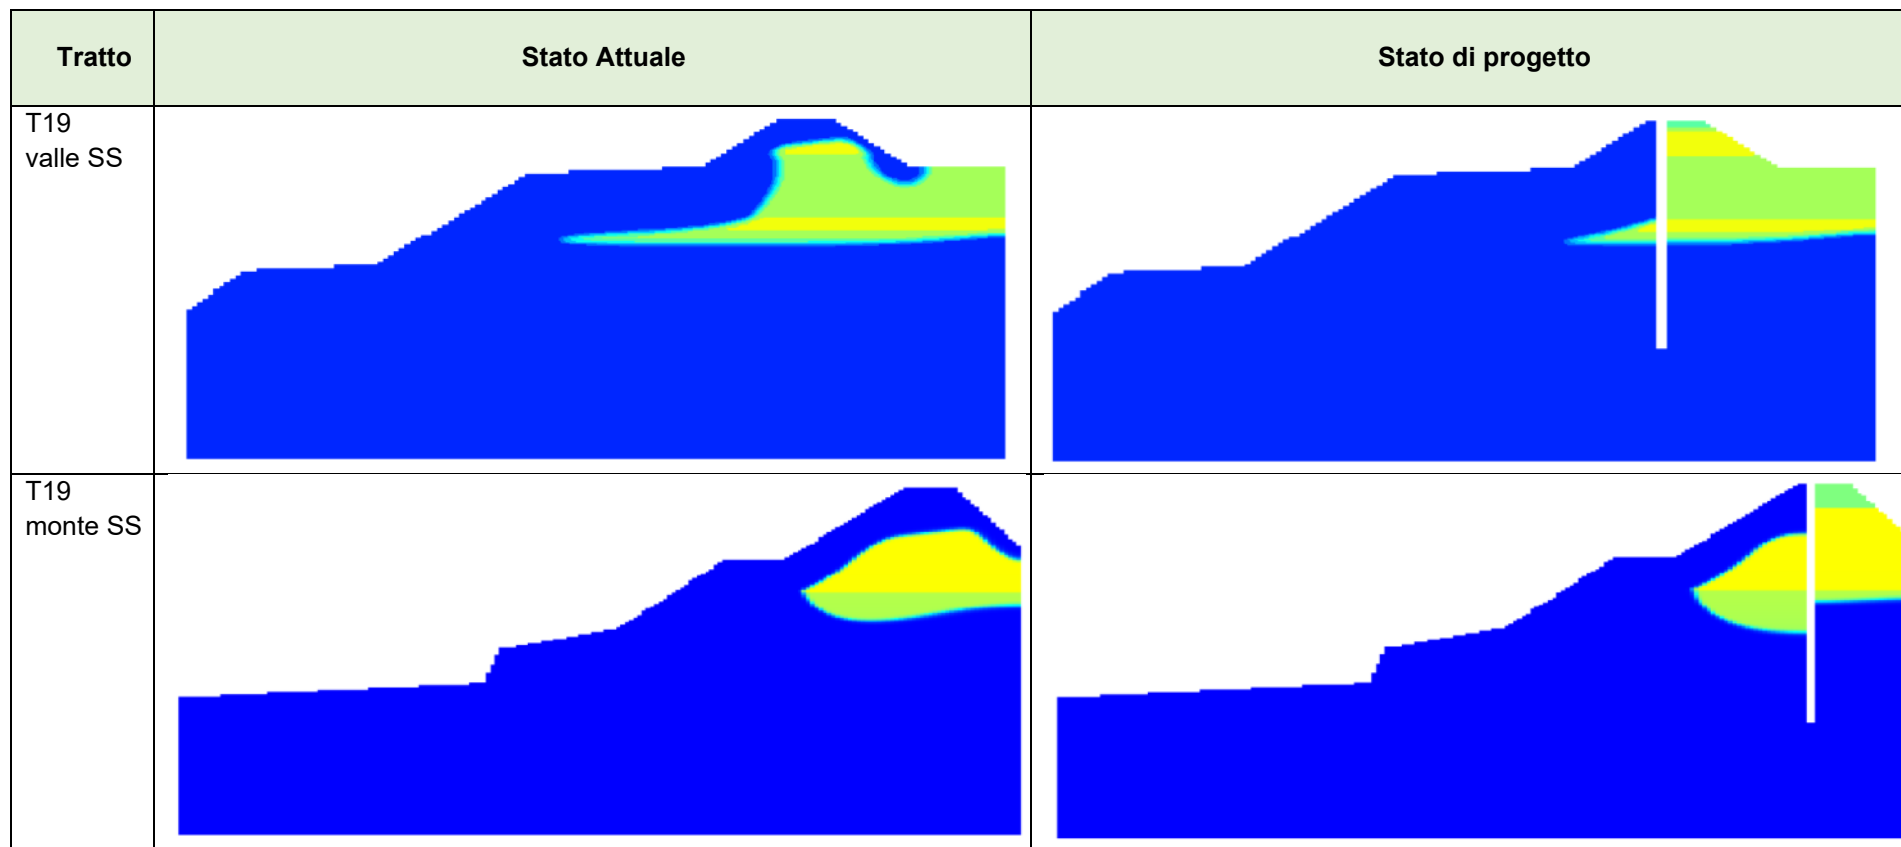 Tratto
Stato Attuale
Stato di progetto
T19
valle SS
T19
monte SS